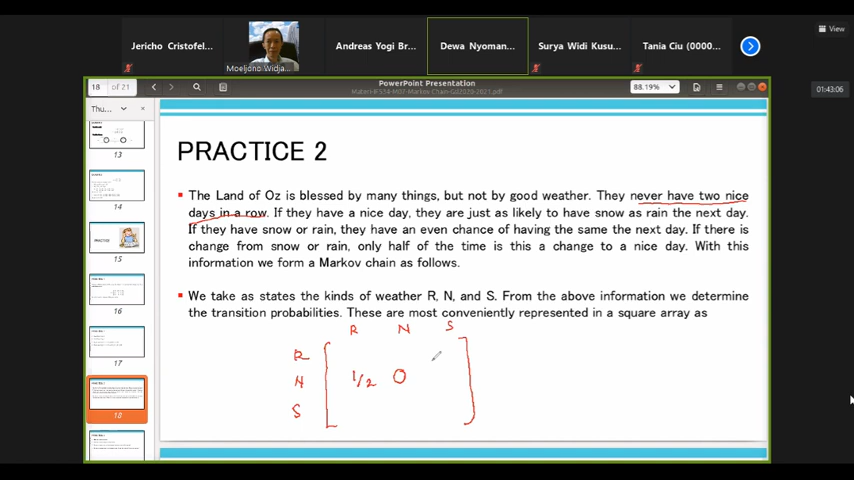 View
Jericho Cristofel...
Andreas Yogi Br...
Dewa Nyoman...
Surya Widi Kusu...
Tania Ciu (0000...
Moeljono Widja...
PowerPoint Presentation
18 of 21
88.19%
01:43:06
Thu...
13
14
PRACTICE
15
16
17
18
PRACTICE 2
The Land of Oz is blessed by many things, but not by good weather. They never have two nice
days in a row. If they have a nice day, they are just as likely to have snow as rain the next day.
If they have snow or rain, they have an even chance of having the same the next day. If there is
change from snow or rain, only half of the time is this a change to a nice day. With this
information we form a Markov chain as follows.
We take as states the kinds of weather R, N, and S. From the above information we determine
the transition probabilities. These are most conveniently represented in a square array as
R N S
R
N 1/2 0
S